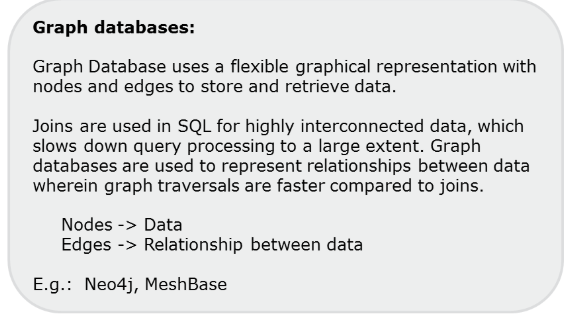 Graph databases:
Graph Database uses a flexible graphical representation with
nodes and edges to store and retrieve data.
Joins are used in SQL for highly interconnected data, which
slows down query processing to a large extent. Graph
databases are used to represent relationships between data
wherein graph traversals are faster compared to joins.
Nodes -> Data
Edges -> Relationship between data
E.g.: Neo4j, MeshBase